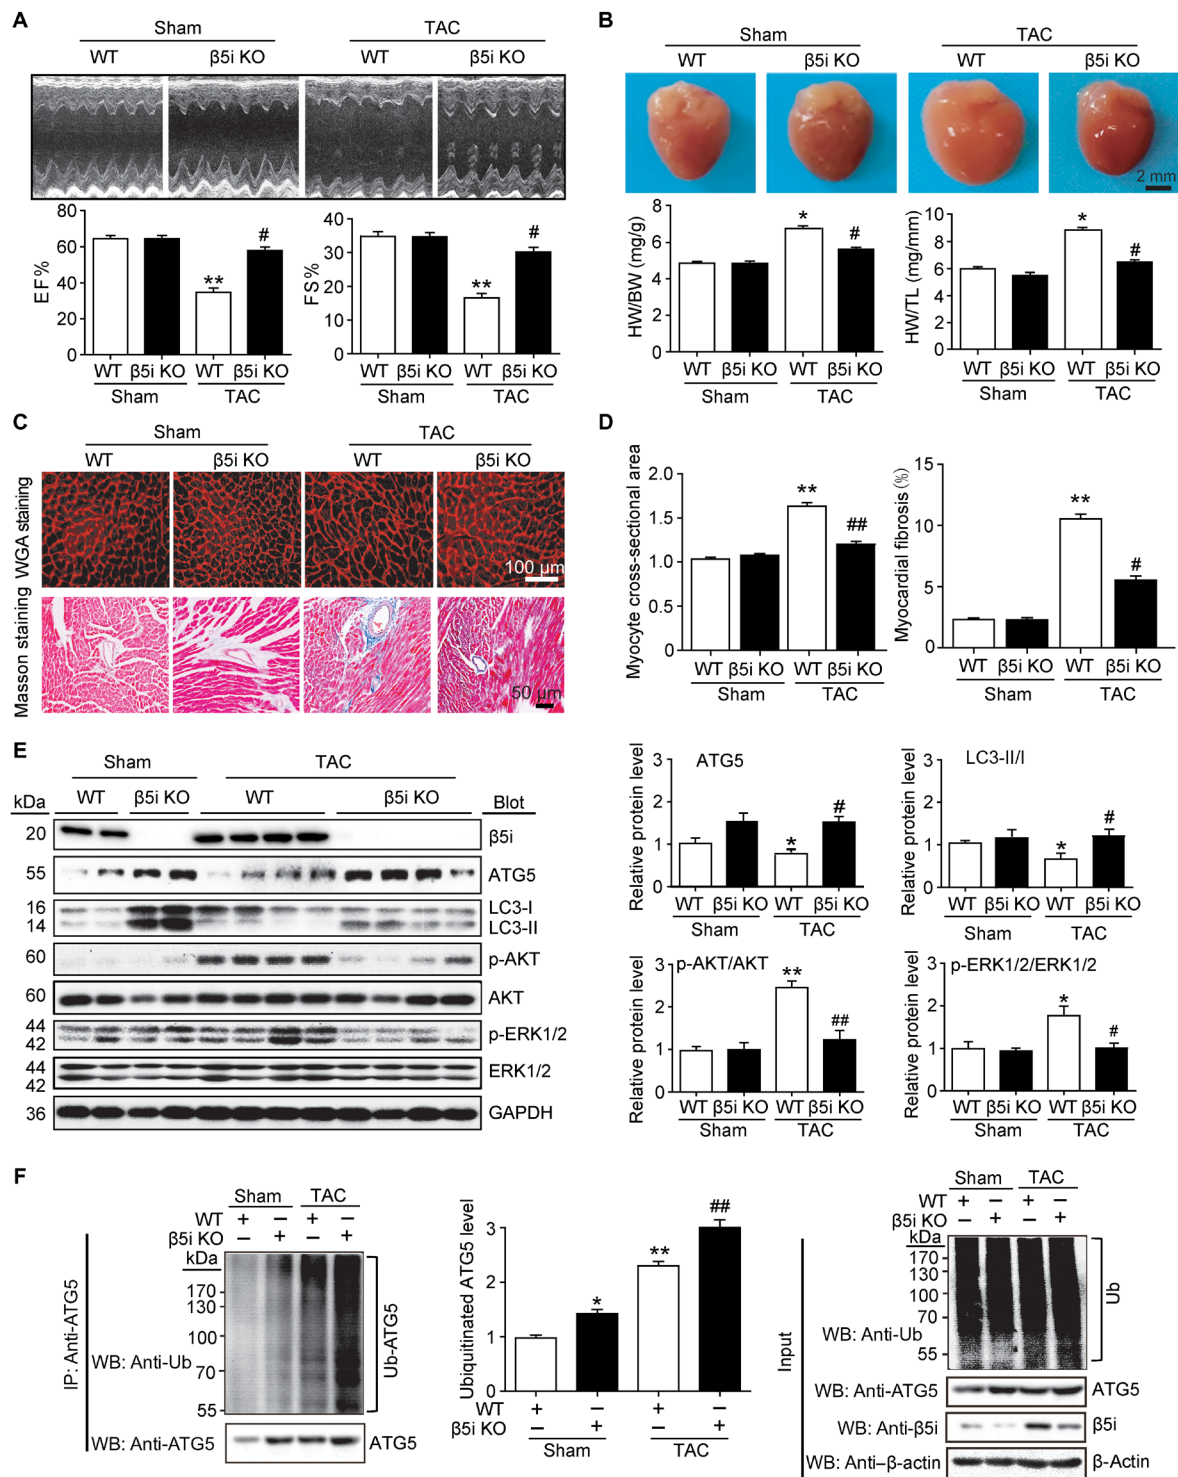 A
Sham TAC
WT β5i KO WT β5i KO
EF%
80
60
40
20
0
**
#
WT β5i KO WT β5i KO
Sham TAC
FS%
40
30
20
10
0
**
#
WT β5i KO WT β5i KO
Sham TAC
B
Sham TAC
WT β5i KO WT β5i KO
2 mm
HW/BW (mg/g)
8
6
4
2
0
*
#
WT β5i KO WT β5i KO
Sham TAC
HW/TL (mg/mm)
10
8
6
6
4
2
0
*
#
WT β5i KO WT β5i KO
Sham TAC
C
Sham TAC
WT β5i KO WT β5i KO
WGA staining
100 μm
Masson staining
50 μm
D
Myocyte cross-sectional area
2.0
1.5
1.0
0.5
0.0
**
##
WT β5i KO WT β5i KO
Sham TAC
Myocardial fibrosis (%)
15
10
5
0
**
#
WT β5i KO WT β5i KO
Sham TAC
E
Sham TAC
kDa WT β5i KO WT β5i KO Blot
20 β5i
55 ATG5
16 LC3-I
14 LC3-II
60 p-AKT
60 AKT
44 p-ERK1/2
42
44 ERK1/2
42
36 GAPDH
ATG5
Relative protein level
3
2
1
0
*
#
WT β5i KO WT β5i KO
Sham TAC
LC3-II/I
Relative protein level
3
2
1
0
*
#
WT β5i KO WT β5i KO
Sham TAC
p-AKT/AKT
Relative protein level
3
2
1
0
**
##
WT β5i KO WT β5i KO
Sham TAC
p-ERK1/2/ERK1/2
Relative protein level
3
2
1
0
*
#
WT β5i KO WT β5i KO
Sham TAC
F
Sham TAC
WT + − + −
β5i KO − + − +
kDa
170
130
100
70
55
IP: Anti-ATG5
WB: Anti-Ub
Ub-ATG5
WB: Anti-ATG5 ATG5
Ubiquitinated ATG5 level
3
2
1
0
*
**
##
WT + − + −
β5i KO − + − +
Sham TAC
Sham TAC
WT + − + −
β5i KO − + − +
kDa
170
130
100
70
55
Input
WB: Anti-Ub
Ub
WB: Anti-ATG5 ATG5
WB: Anti-β5i β5i
WB: Anti–β-actin β-Actin